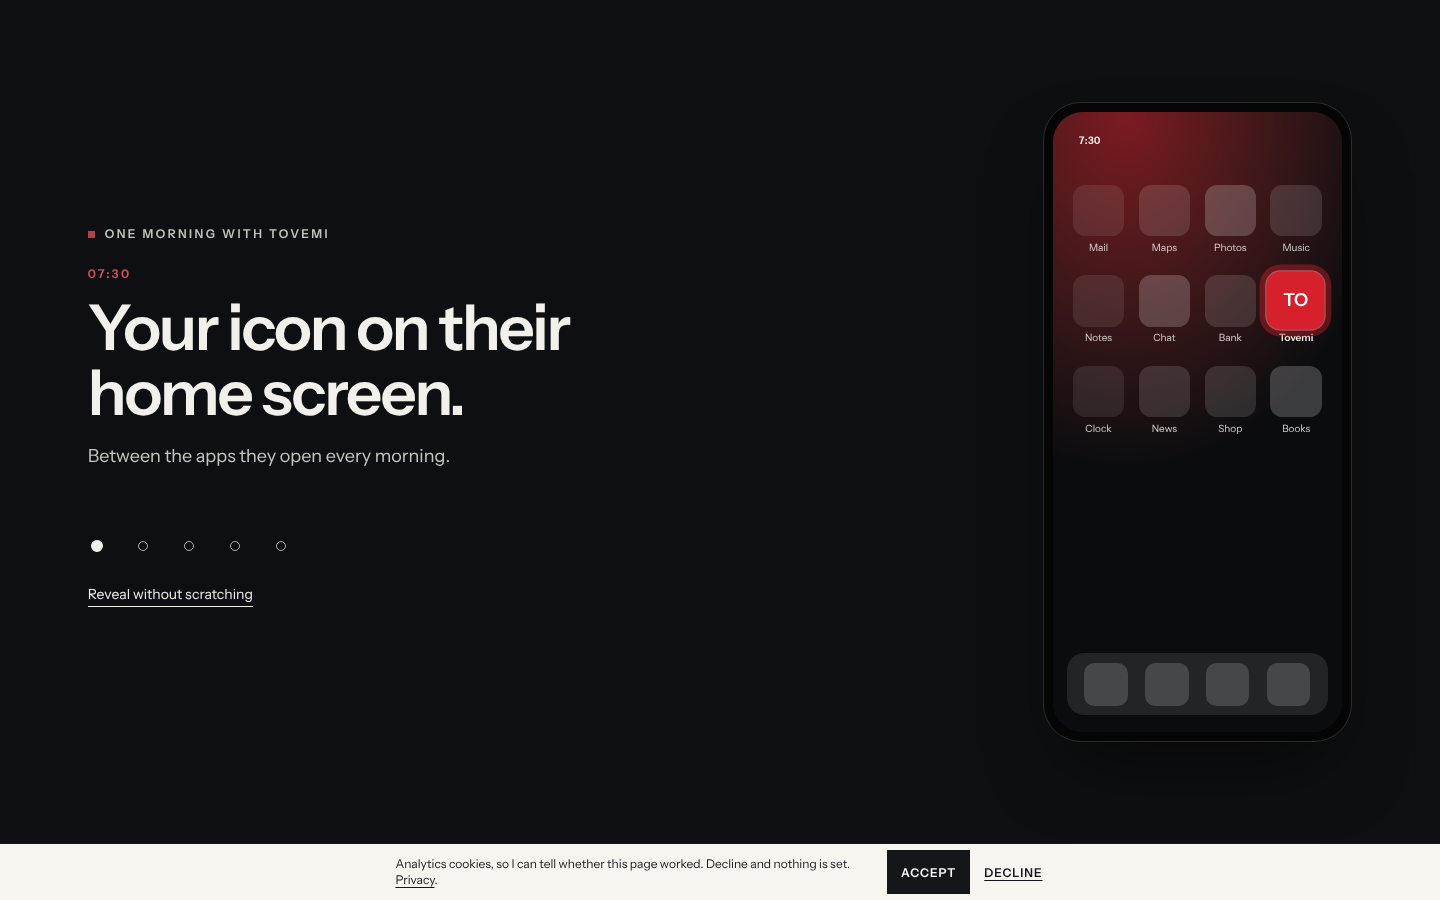 ONE MORNING WITH TOVEMI
07:30
Your icon on their
home screen.
Between the apps they open every morning.
Reveal without scratching
7:30
Mail Maps Photos Music
TO
Notes Chat Bank Tovemi
Clock News Shop Books
Analytics cookies, so I can tell whether this page worked. Decline and nothing is set.
Privacy.
ACCEPT
DECLINE